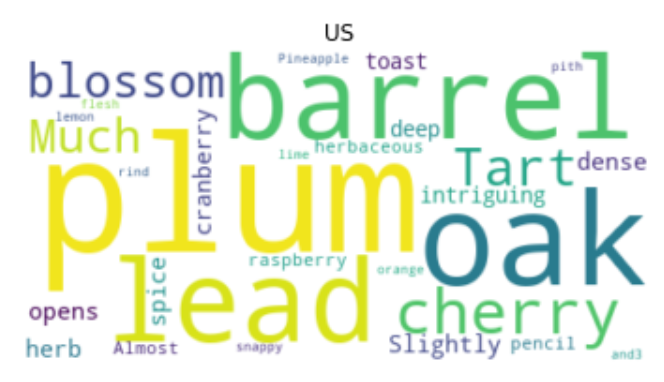 US
Pineapple toast pith
blossom barrel
flesh
lemon
Much cranberry deep
herbaceous
lime Tart dense
rind plum intriguing
oak
raspberry
orange
spice lead
opens cherry
herb Almost snappy Slightly pencil
and3